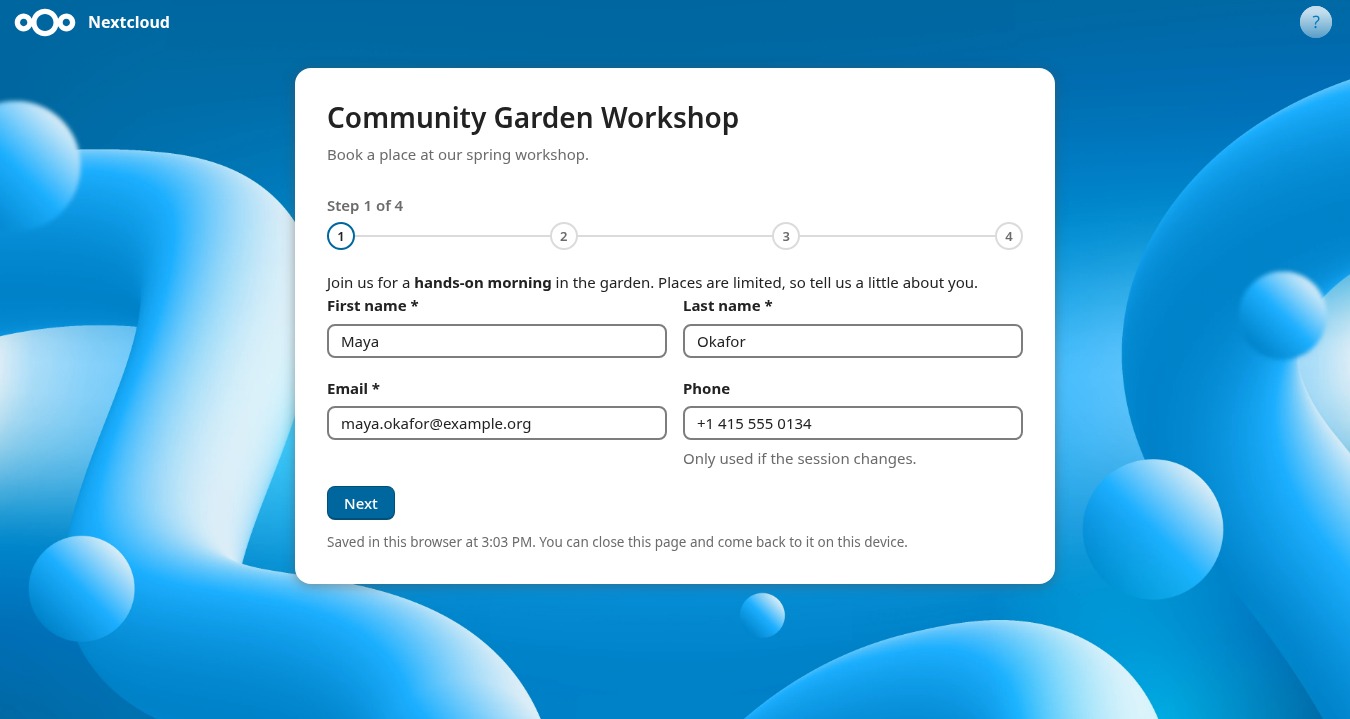 Nextcloud
?
Community Garden Workshop
Book a place at our spring workshop.
Step 1 of 4
1 2 3 4
Join us for a hands-on morning in the garden. Places are limited, so tell us a little about you.
First name * Last name *
Maya Okafor
Email * Phone
maya.okafor@example.org +1 415 555 0134
Only used if the session changes.
Next
Saved in this browser at 3:03 PM. You can close this page and come back to it on this device.